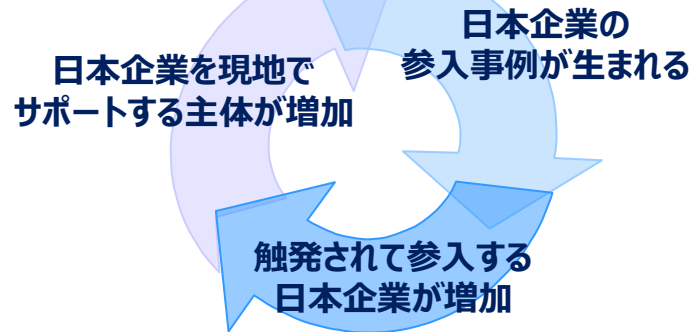 日本企業の
参入事例が生まれる
日本企業を現地で
サポートする主体が増加
触発されて参入する
日本企業が増加